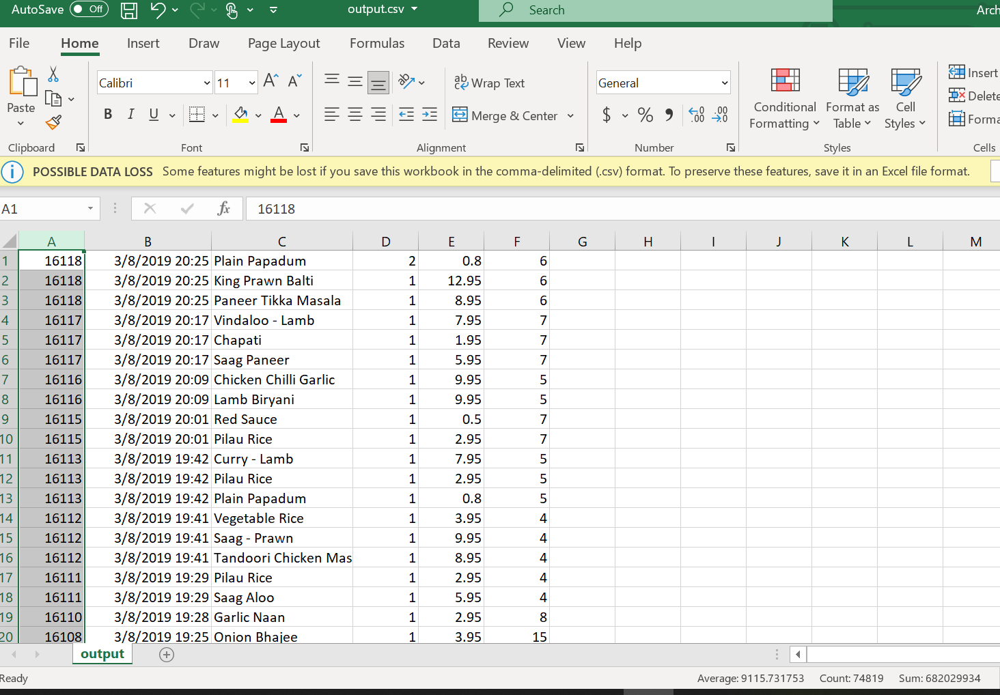 AutoSave Off output.csv Search Arch
File Home Insert Draw Page Layout Formulas Data Review View Help
Paste
Calibri 11 A A
B I U A
ab c Wrap Text
Merge & Center
General
$ % 9 .00 .00
Conditional Formatting
Format as Table
Cell Styles
Insert
Delete
Forma
Clipboard Font Alignment Number Styles Cells
POSSIBLE DATA LOSS Some features might be lost if you save this workbook in the comma-delimited (.csv) format. To preserve these features, save it in an Excel file format.
A1 fx 16118
A B C D E F G H I J K L M
1 16118 3/8/2019 20:25 Plain Papadum 2 0.8 6
2 16118 3/8/2019 20:25 King Prawn Balti 1 12.95 6
3 16118 3/8/2019 20:25 Paneer Tikka Masala 1 8.95 6
4 16117 3/8/2019 20:17 Vindaloo - Lamb 1 7.95 7
5 16117 3/8/2019 20:17 Chapati 1 1.95 7
6 16117 3/8/2019 20:17 Saag Paneer 1 5.95 7
7 16116 3/8/2019 20:09 Chicken Chilli Garlic 1 9.95 5
8 16116 3/8/2019 20:09 Lamb Biryani 1 9.95 5
9 16115 3/8/2019 20:01 Red Sauce 1 0.5 7
10 16115 3/8/2019 20:01 Pilau Rice 1 2.95 7
11 16113 3/8/2019 19:42 Curry - Lamb 1 7.95 5
12 16113 3/8/2019 19:42 Pilau Rice 1 2.95 5
13 16113 3/8/2019 19:42 Plain Papadum 1 0.8 5
14 16112 3/8/2019 19:41 Vegetable Rice 1 3.95 4
15 16112 3/8/2019 19:41 Saag - Prawn 1 9.95 4
16 16112 3/8/2019 19:41 Tandoori Chicken Mas 1 8.95 4
17 16111 3/8/2019 19:29 Pilau Rice 1 2.95 4
18 16111 3/8/2019 19:29 Saag Aloo 1 5.95 4
19 16110 3/8/2019 19:28 Garlic Naan 1 2.95 8
20 16108 3/8/2019 19:25 Onion Bhajee 1 3.95 15
output
Ready Average: 9115.731753 Count: 74819 Sum: 682029934